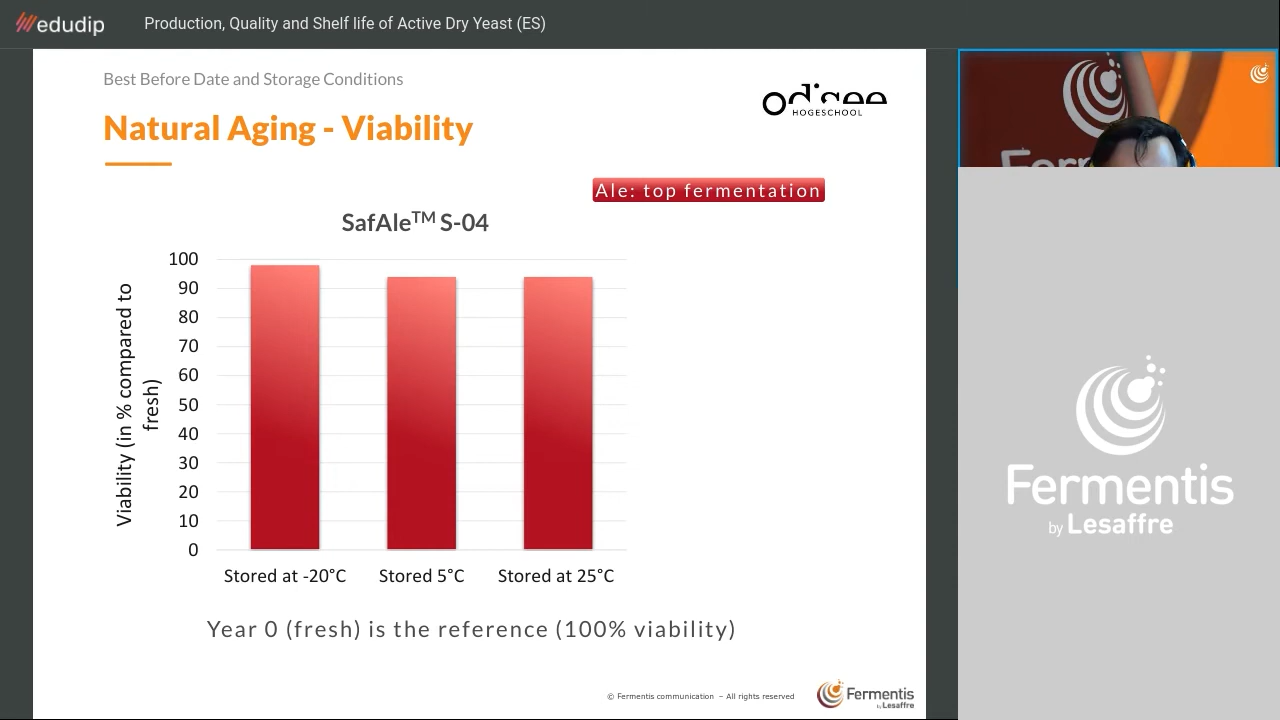 edudip
Production, Quality and Shelf life of Active Dry Yeast (ES)
Best Before Date and Storage Conditions
Natural Aging - Viability
HOGESCHOOL
Ale: top fermentation
SafAle™ S-04
Viability (in % compared to
fresh)
100
90
80
70
60
50
40
30
20
10
0
Stored at -20°C
Stored 5°C
Stored at 25°C
Year 0 (fresh) is the reference (100% viability)
© Fermentis communication – All rights reserved
Fermentis
by Lesaffre
Fermentis
by Lesaffre